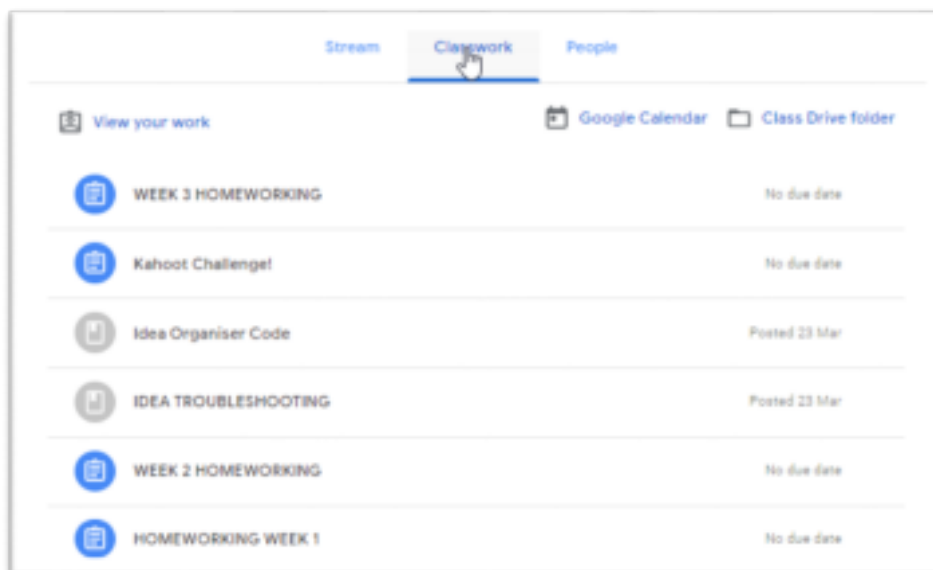 Stream Classwork People
View your work Google Calendar Class Drive folder
WEEK 3 HOMEWORKING No due date
Kahoot Challenge! No due date
Idea Organiser Code Posted 23 Mar
IDEA TROUBLESHOOTING Posted 23 Mar
WEEK 2 HOMEWORKING No due date
HOMEWORKING WEEK 1 No due date